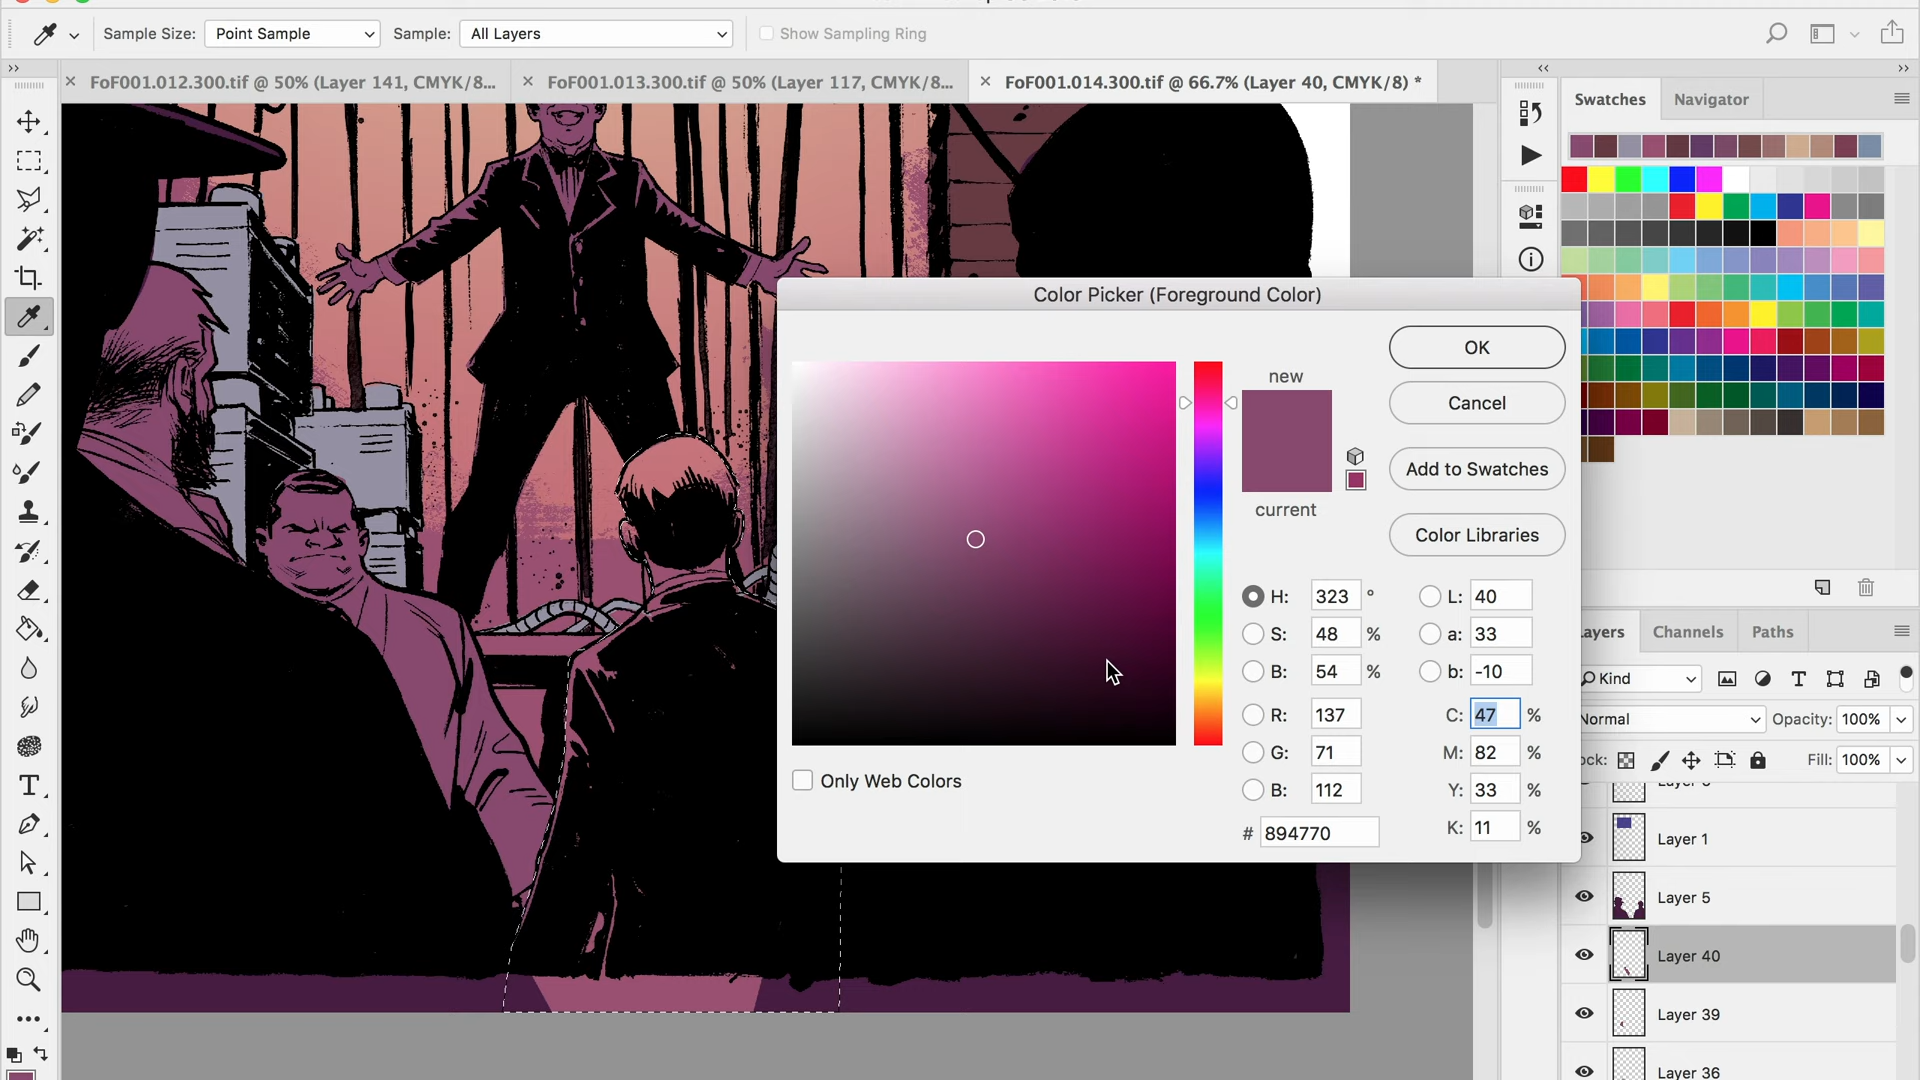 Sample Size: Point Sample Sample: All Layers Show Sampling Ring
FoF001.012.300.tif @ 50% (Layer 141, CMYK/8... FoF001.013.300.tif @ 50% (Layer 117, CMYK/8... FoF001.014.300.tif @ 66.7% (Layer 40, CMYK/8) *
Swatches Navigator
Color Picker (Foreground Color)
new
current
OK
Cancel
Add to Swatches
Color Libraries
H: 323 ° L: 40
S: 48 % a: 33
B: 54 % b: -10
R: 137 C: 47 %
G: 71 M: 82 %
B: 112 Y: 33 %
# 894770 K: 11 %
Only Web Colors
ayers Channels Paths
Kind
Normal Opacity: 100%
ock: Fill: 100%
Layer 1
Layer 5
Layer 40
Layer 39
Layer 36